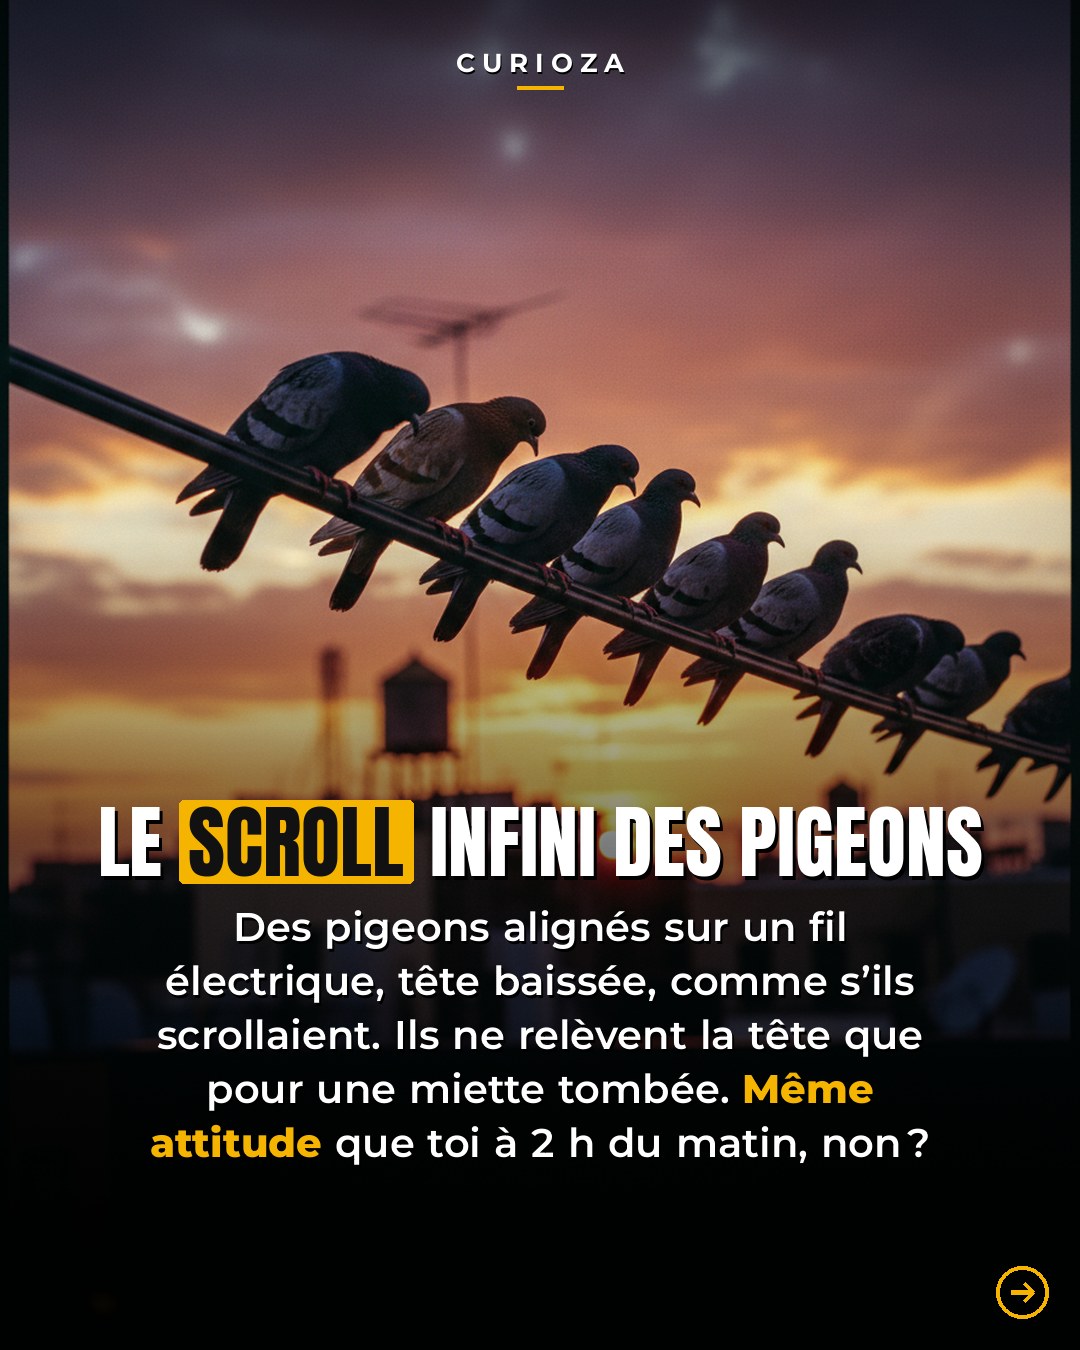 CURIOZA
LE SCROLL INFINI DES PIGEONS
Des pigeons alignés sur un fil
électrique, tête baissée, comme s’ils
scrollaient. Ils ne relèvent la tête que
pour une miette tombée. Même
attitude que toi à 2 h du matin, non ?